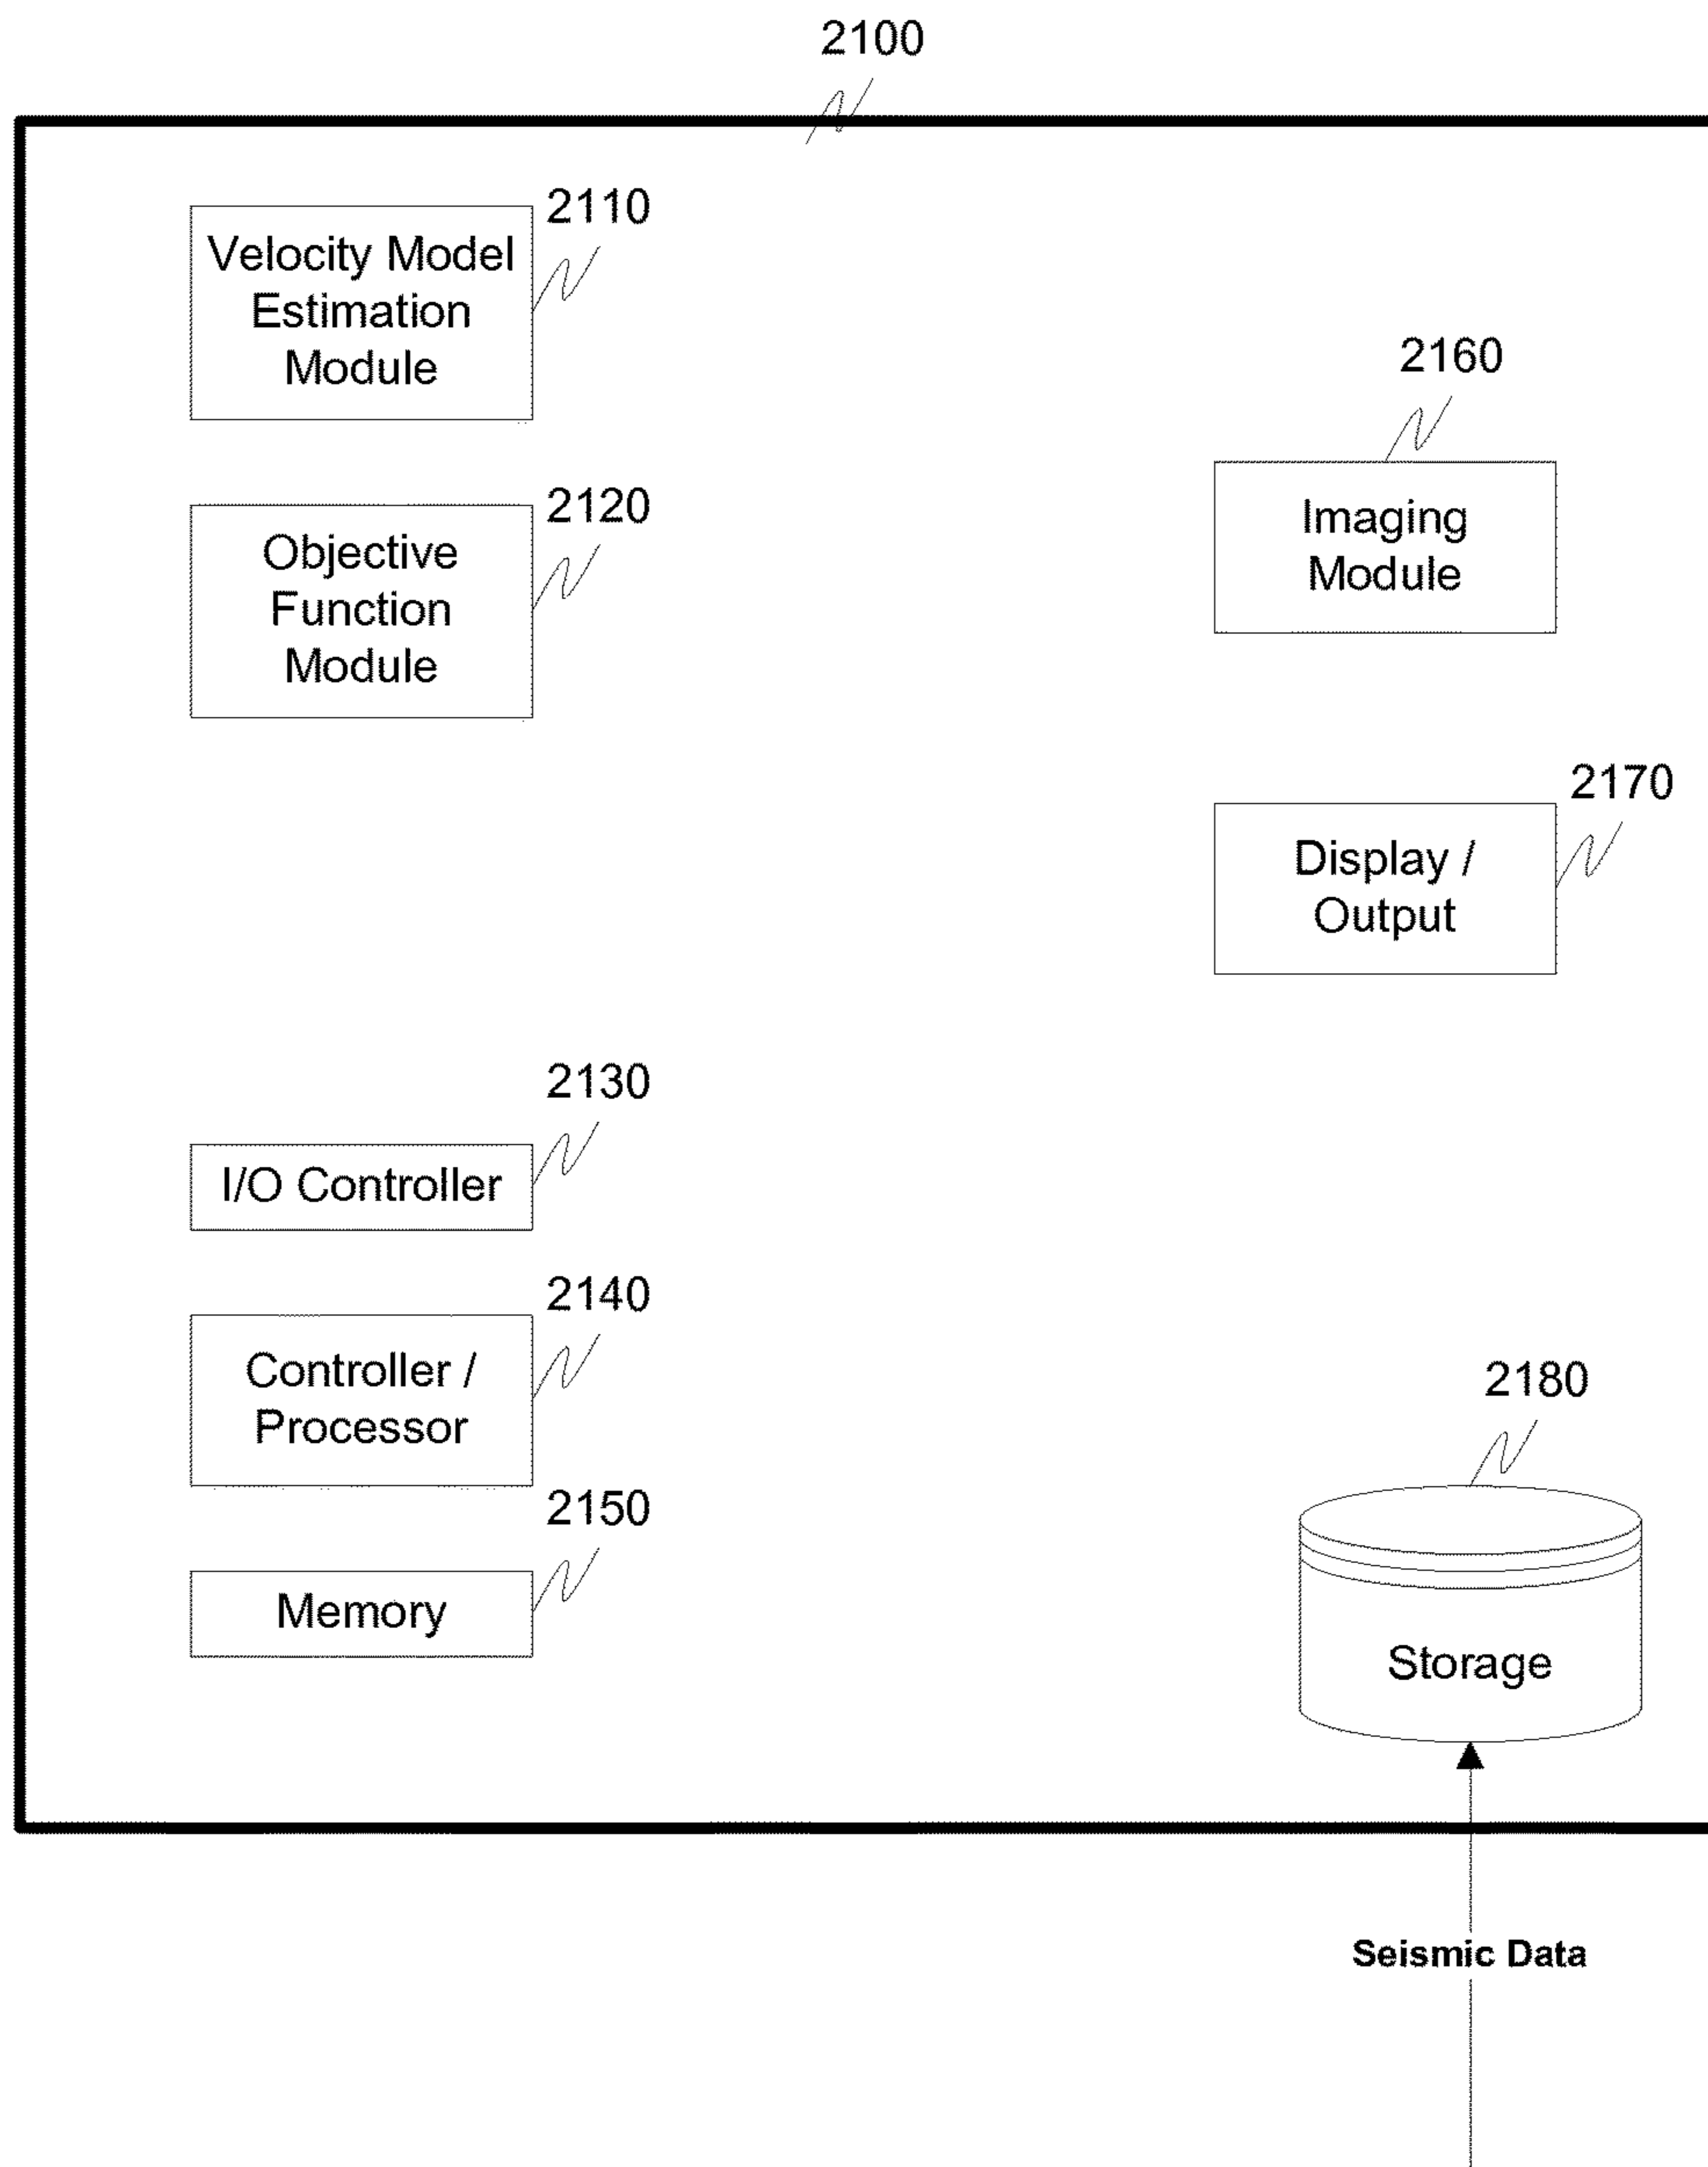 2100
2110
Velocity Model
Estimation
Module
2160
2120
Objective
Function
Module
Imaging
Module
2170
Display /
Output
2130
I/O Controller
2140
Controller /
Processor
2180
2150
Memory
Storage
Seismic Data